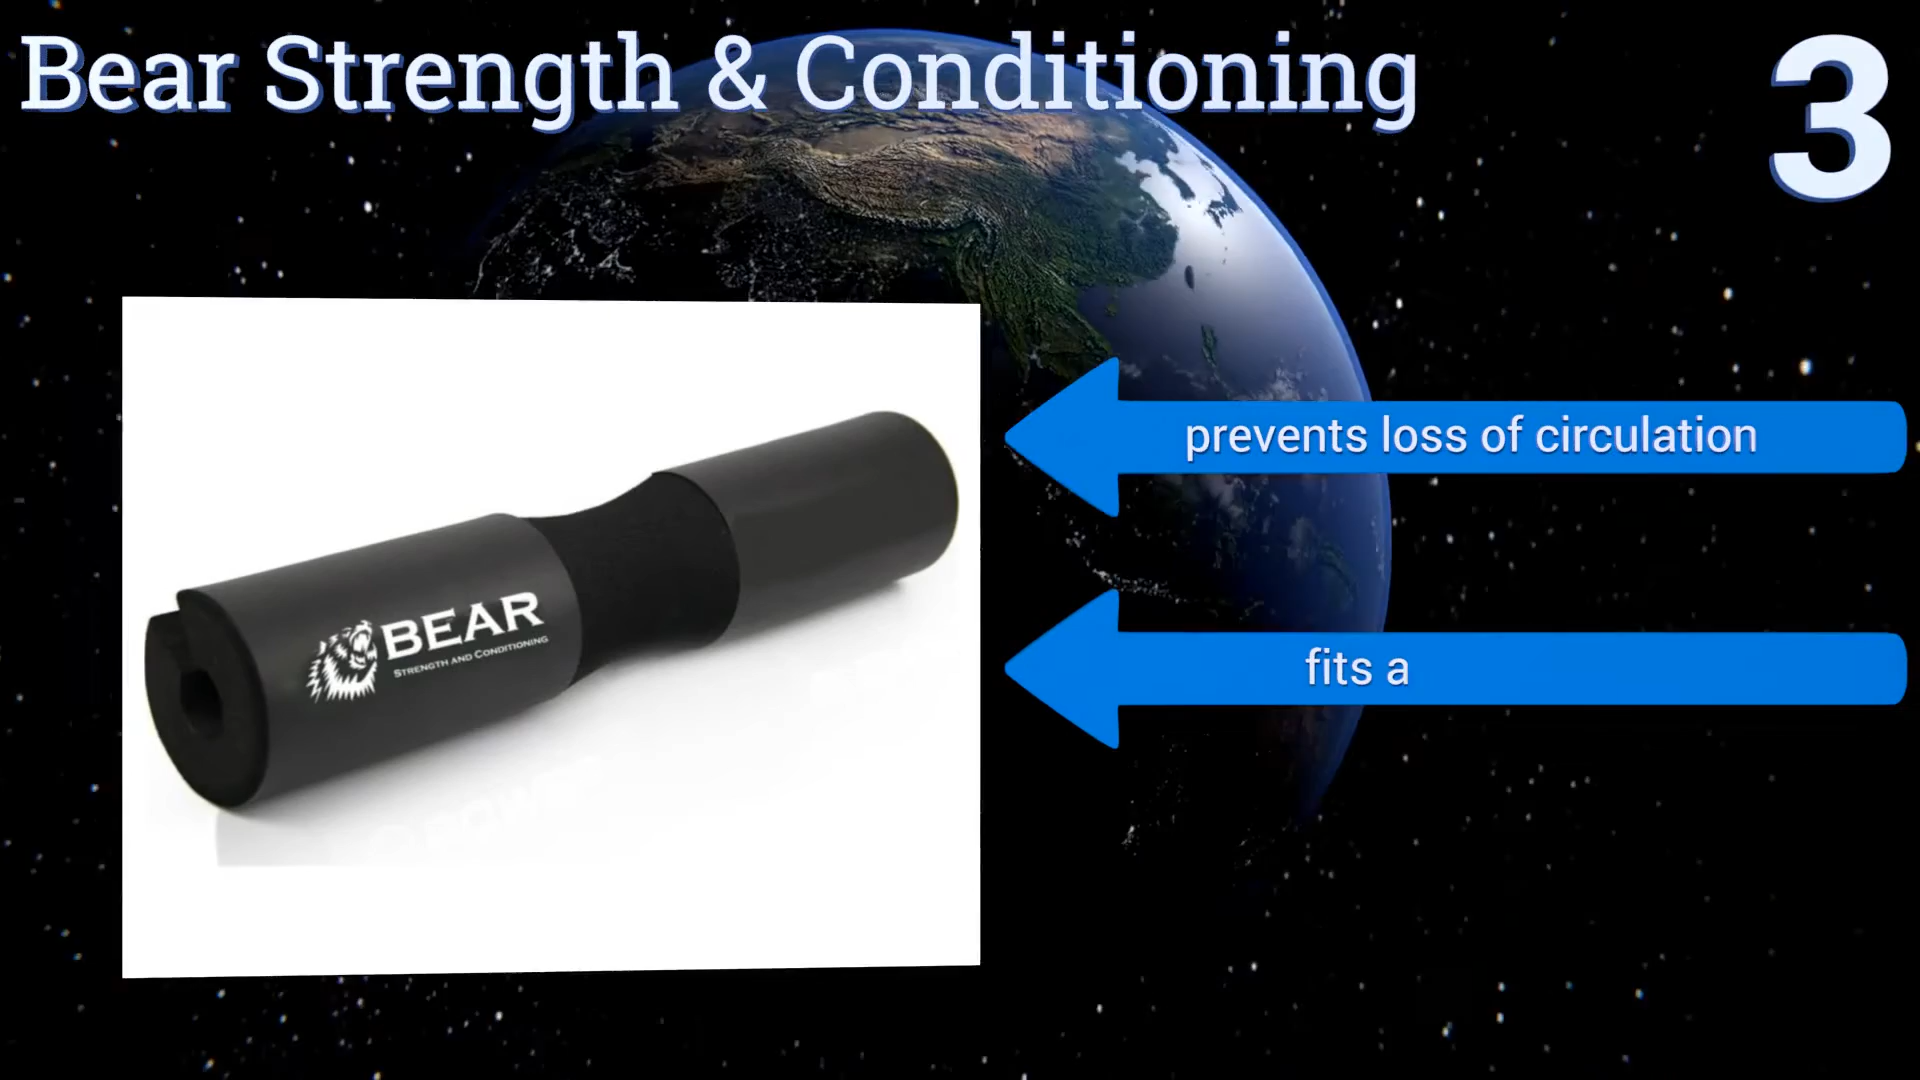 Bear Strength & Conditioning
3
prevents loss of circulation
BEAR
STRENGTH AND CONDITIONING
fits a